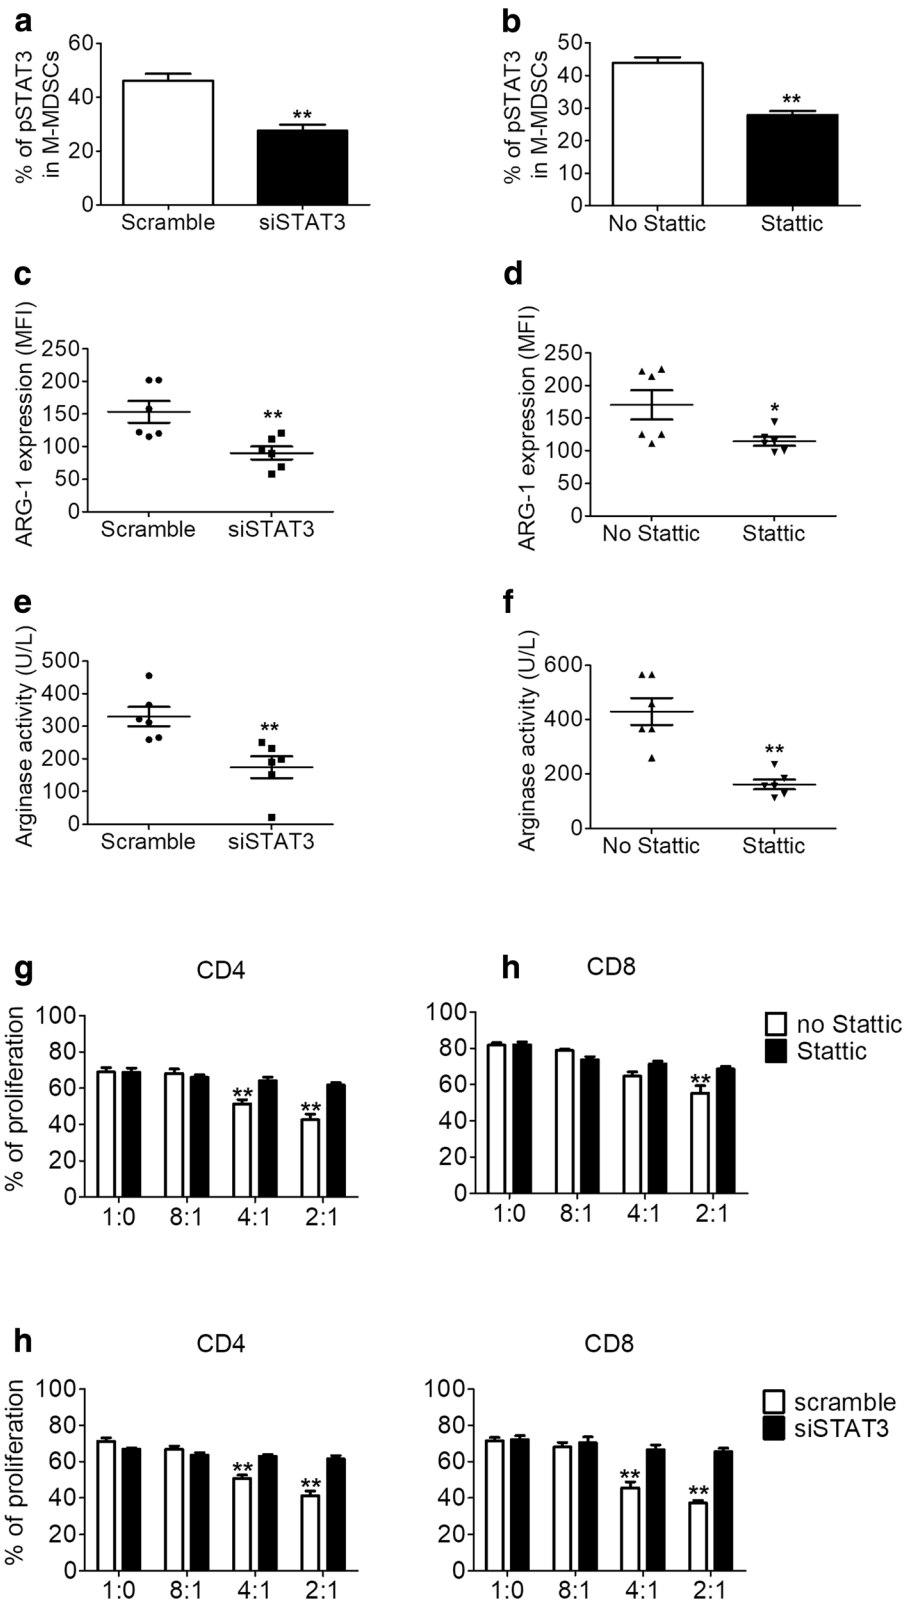 a
% of pSTAT3
in M-MDSCs
60
40
20
0
**
Scramble siSTAT3
b
% of pSTAT3
in M-MDSCs
50
40
30
20
10
0
**
No Stattic Stattic
c
ARG-1 expression (MFI)
250
200
150
100
50
0
**
Scramble siSTAT3
d
ARG-1 expression (MFI)
250
200
150
100
50
0
*
No Stattic Stattic
e
Arginase activity (U/L)
500
400
300
200
100
0
**
Scramble siSTAT3
f
Arginase activity (U/L)
600
400
200
0
**
No Stattic Stattic
g
CD4
% of proliferation
100
80
60
40
20
0
**
**
1:0 8:1 4:1 2:1
h
CD8
100
80
60
40
20
0
**
1:0 8:1 4:1 2:1
no Stattic
Stattic
h
CD4
% of proliferation
100
80
60
40
20
0
**
**
1:0 8:1 4:1 2:1
CD8
100
80
60
40
20
0
**
**
1:0 8:1 4:1 2:1
scramble
siSTAT3